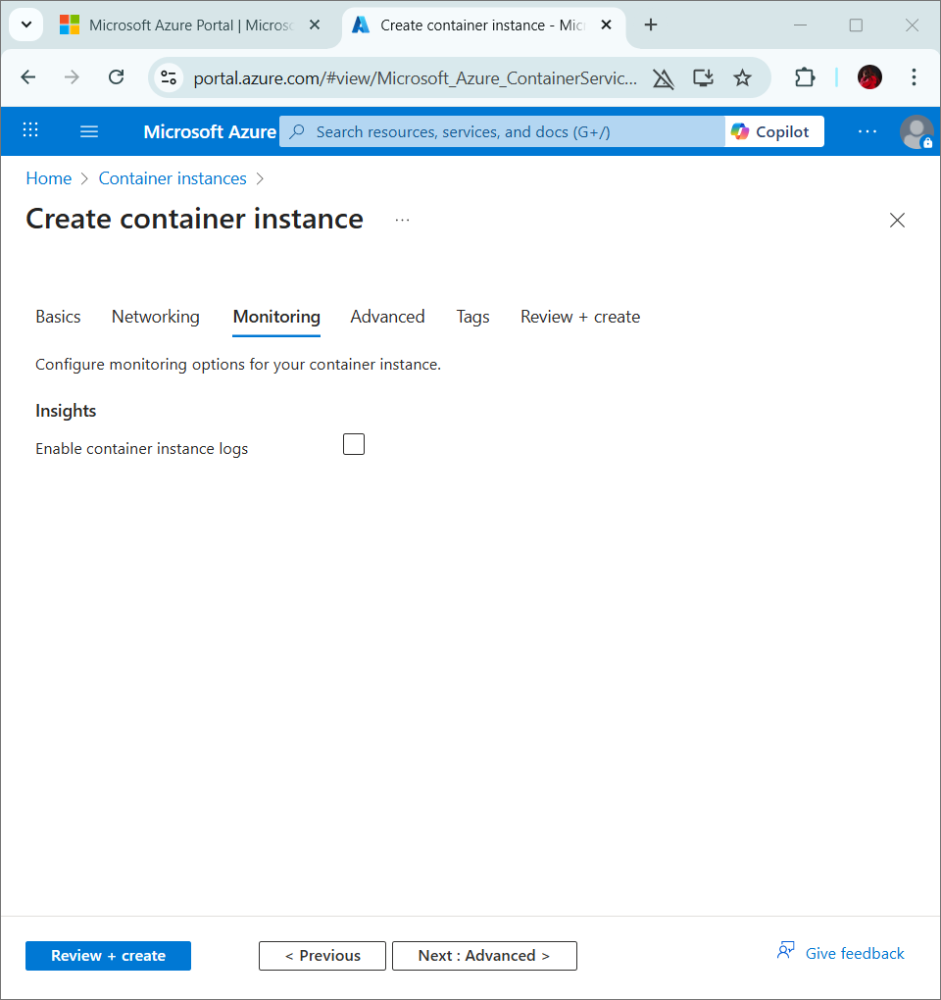 Microsoft Azure Portal | Microsc
Create container instance - Mic
portal.azure.com/#view/Microsoft_Azure_ContainerServic...
Microsoft Azure
Search resources, services, and docs (G+/)
Copilot
Home > Container instances >
Create container instance ...
Basics Networking Monitoring Advanced Tags Review + create
Configure monitoring options for your container instance.
Insights
Enable container instance logs
Review + create
< Previous
Next : Advanced >
Give feedback